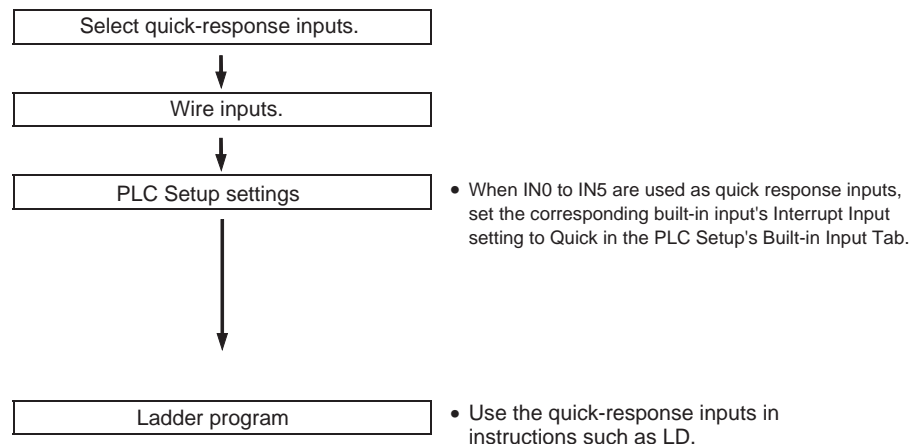 Select quick-response inputs.
Wire inputs.
PLC Setup settings
• When IN0 to IN5 are used as quick response inputs,
set the corresponding built-in input's Interrupt Input
setting to Quick in the PLC Setup's Built-in Input Tab.
Ladder program
• Use the quick-response inputs in
instructions such as LD.